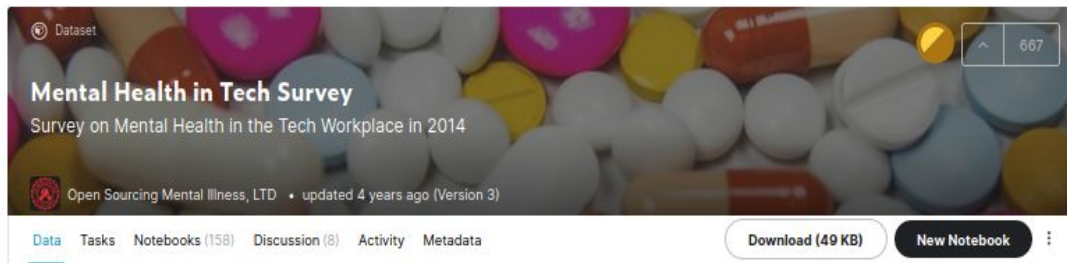 Dataset
667
Mental Health in Tech Survey
Survey on Mental Health in the Tech Workplace in 2014
Open Sourcing Mental Illness, LTD • updated 4 years ago (Version 3)
Data Tasks Notebooks (158) Discussion (8) Activity Metadata Download (49 KB) New Notebook